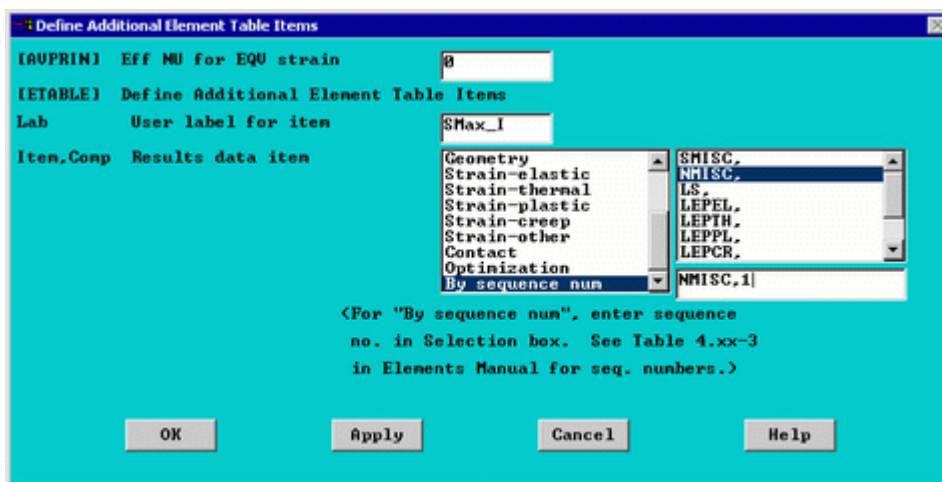 Define Additional Element Table Items
[AVPRIN] Eff NU for EQV strain 0
[ETABLE] Define Additional Element Table Items
Lab User label for item SMax_I
Item,Comp Results data item
Geometry
Strain-elastic
Strain-thermal
Strain-plastic
Strain-creep
Strain-other
Contact
Optimization
By sequence num
SMISC,
NMISC,
LS,
LEPEL,
LEPTH,
LEPPL,
LEPCR,
NMISC,1
(For "By sequence num", enter sequence
no. in Selection box. See Table 4.xx-3
in Elements Manual for seq. numbers.)
OK Apply Cancel Help